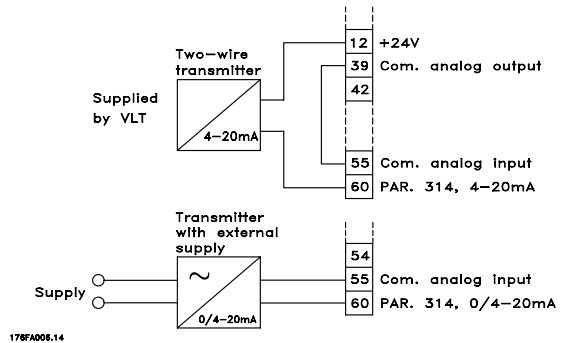 12 +24V
Two-wire
transmitter
39 Com. analog output
42
Supplied
by VLT
4-20mA
55 Com. analog input
60 PAR. 314, 4-20mA
Transmitter
with external
supply
54
~
55 Com. analog input
Supply
60 PAR. 314, 0/4-20mA
0/4-20mA
176FA006.14